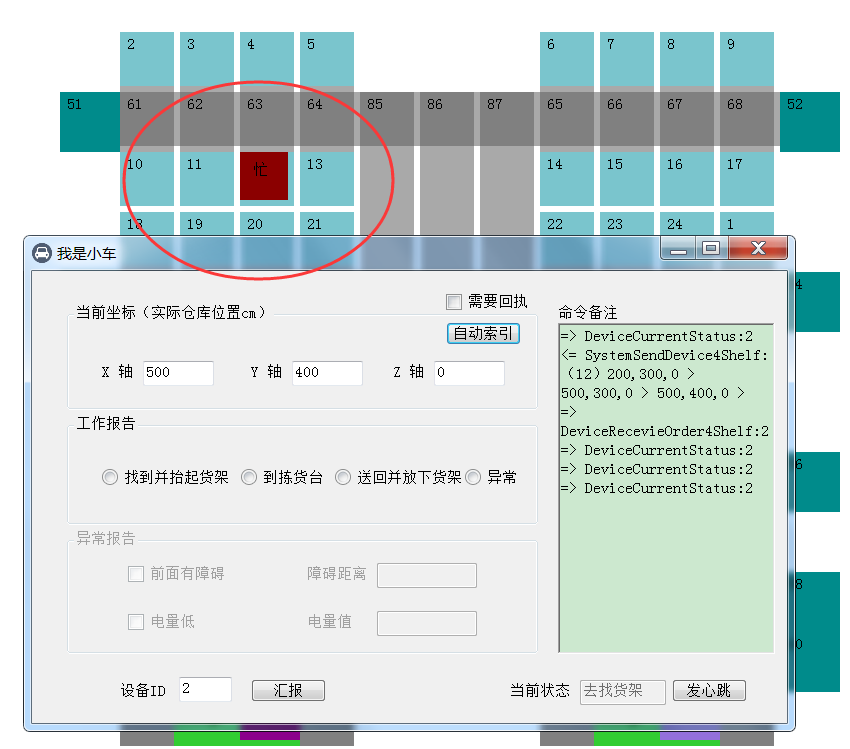 2 3 4 5 6 7 8 9
51 61 62 63 64 85 86 87 65 66 67 68 52
10 11 忙 13 14 15 16 17
18 19 20 21 22 23 24 1
我是小车
4
需要回执
当前坐标（实际仓库位置cm）
自动索引
X 轴 500 Y 轴 400 Z 轴 0
工作报告
找到并抬起货架 到拣货台 送回并放下货架 异常
异常报告
前面有障碍 障碍距离
电量低 电量值
设备ID 2 汇报
命令备注
=> DeviceCurrentStatus:2
<= SystemSendDevice4Shelf:
（12）200,300,0 >
500,300,0 > 500,400,0 >
=>
DeviceRecevieOrder4Shelf:2
=> DeviceCurrentStatus:2
=> DeviceCurrentStatus:2
=> DeviceCurrentStatus:2
当前状态 去找货架 发心跳
6
8
0